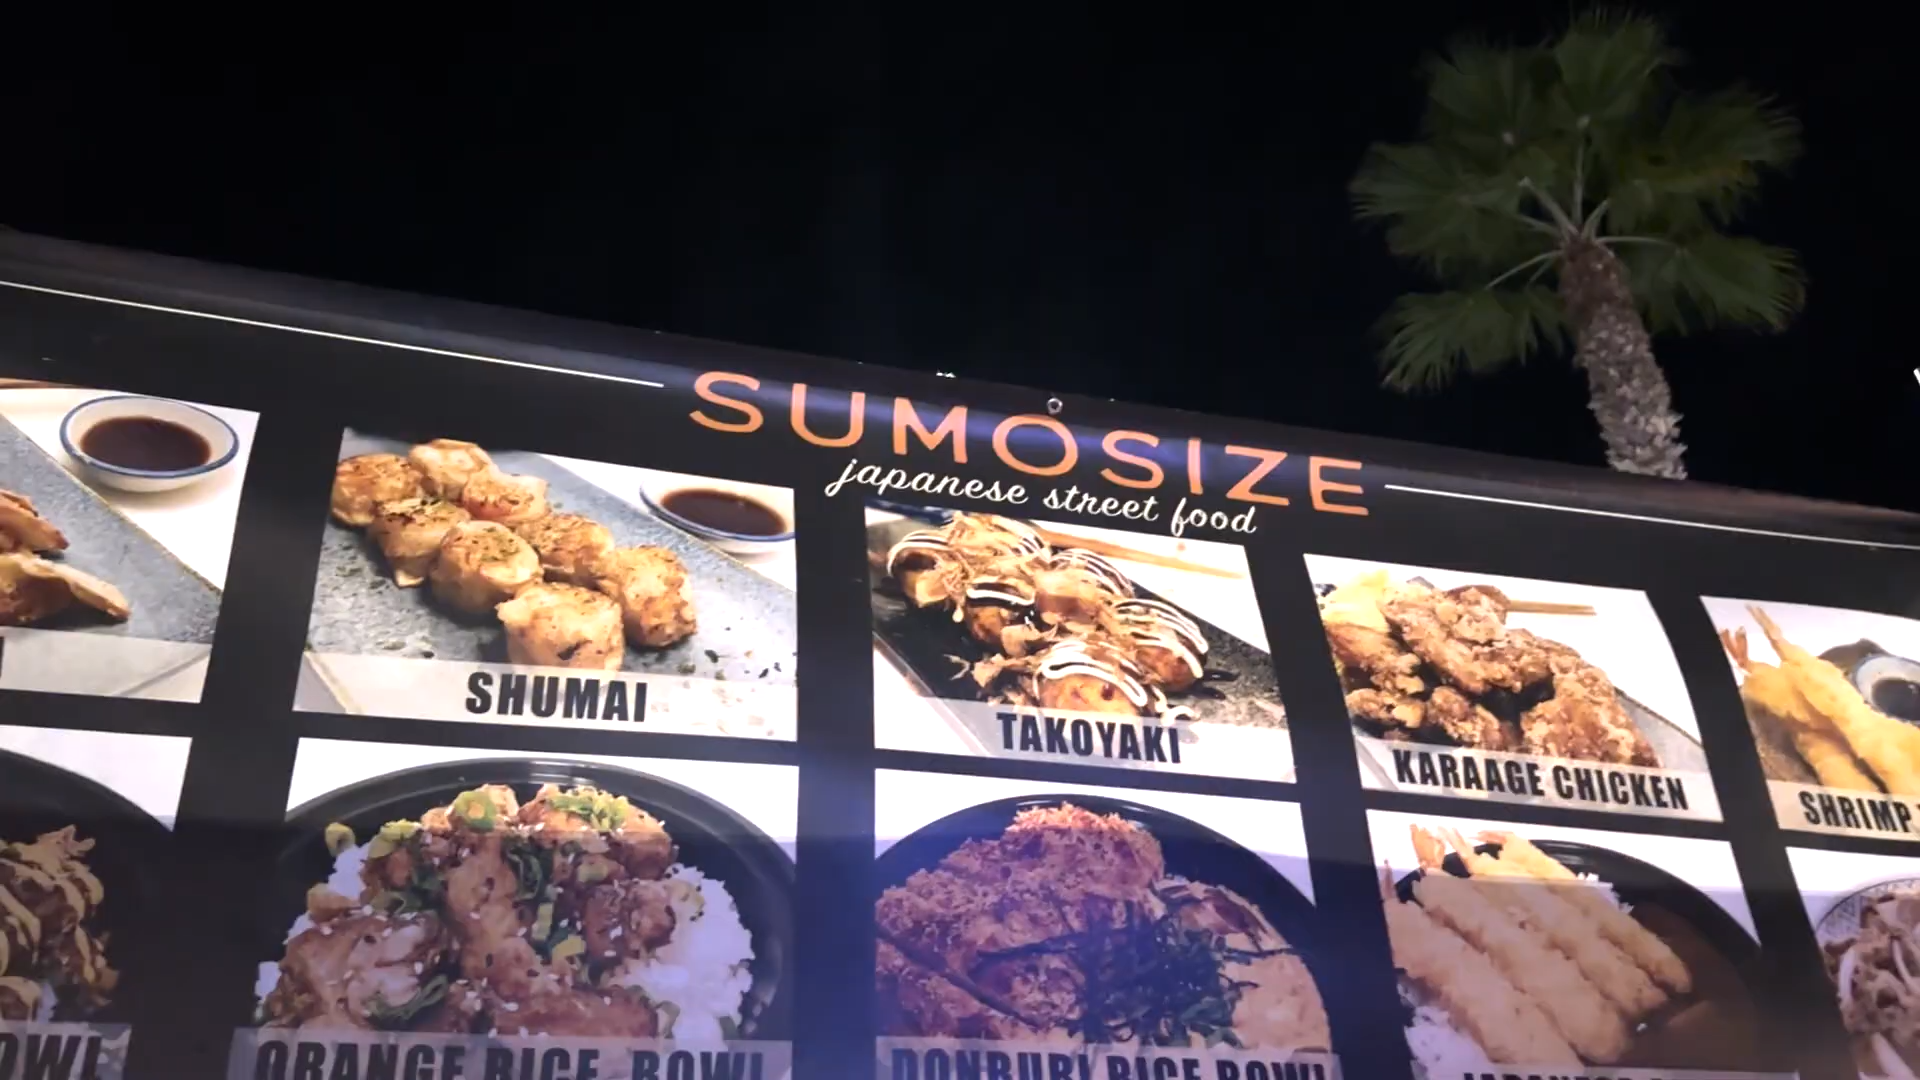 SUMOSIZE
japanese street food
SHUMAI
TAKOYAKI
KARAAGE CHICKEN
SHRIMP
ORANGE RICE BOWL
DONBURI RICE BOWL